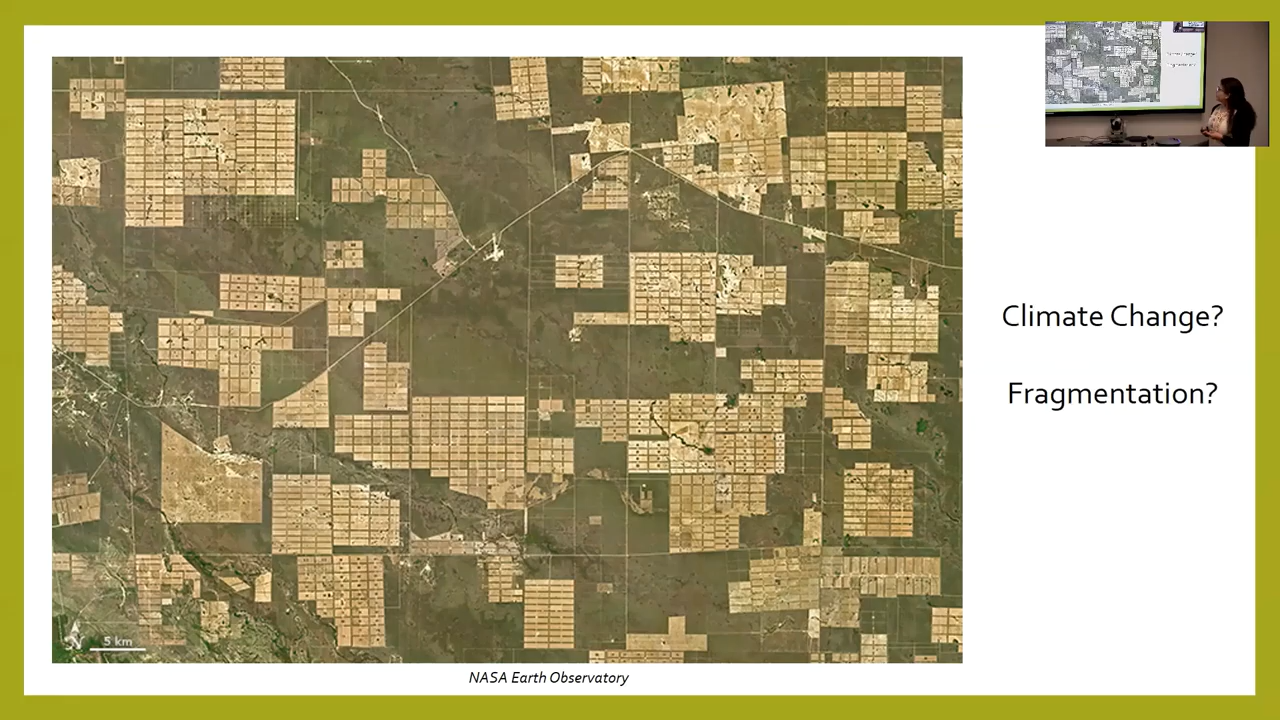 Climate Change?
Fragmentation?
N
5 km
NASA Earth Observatory